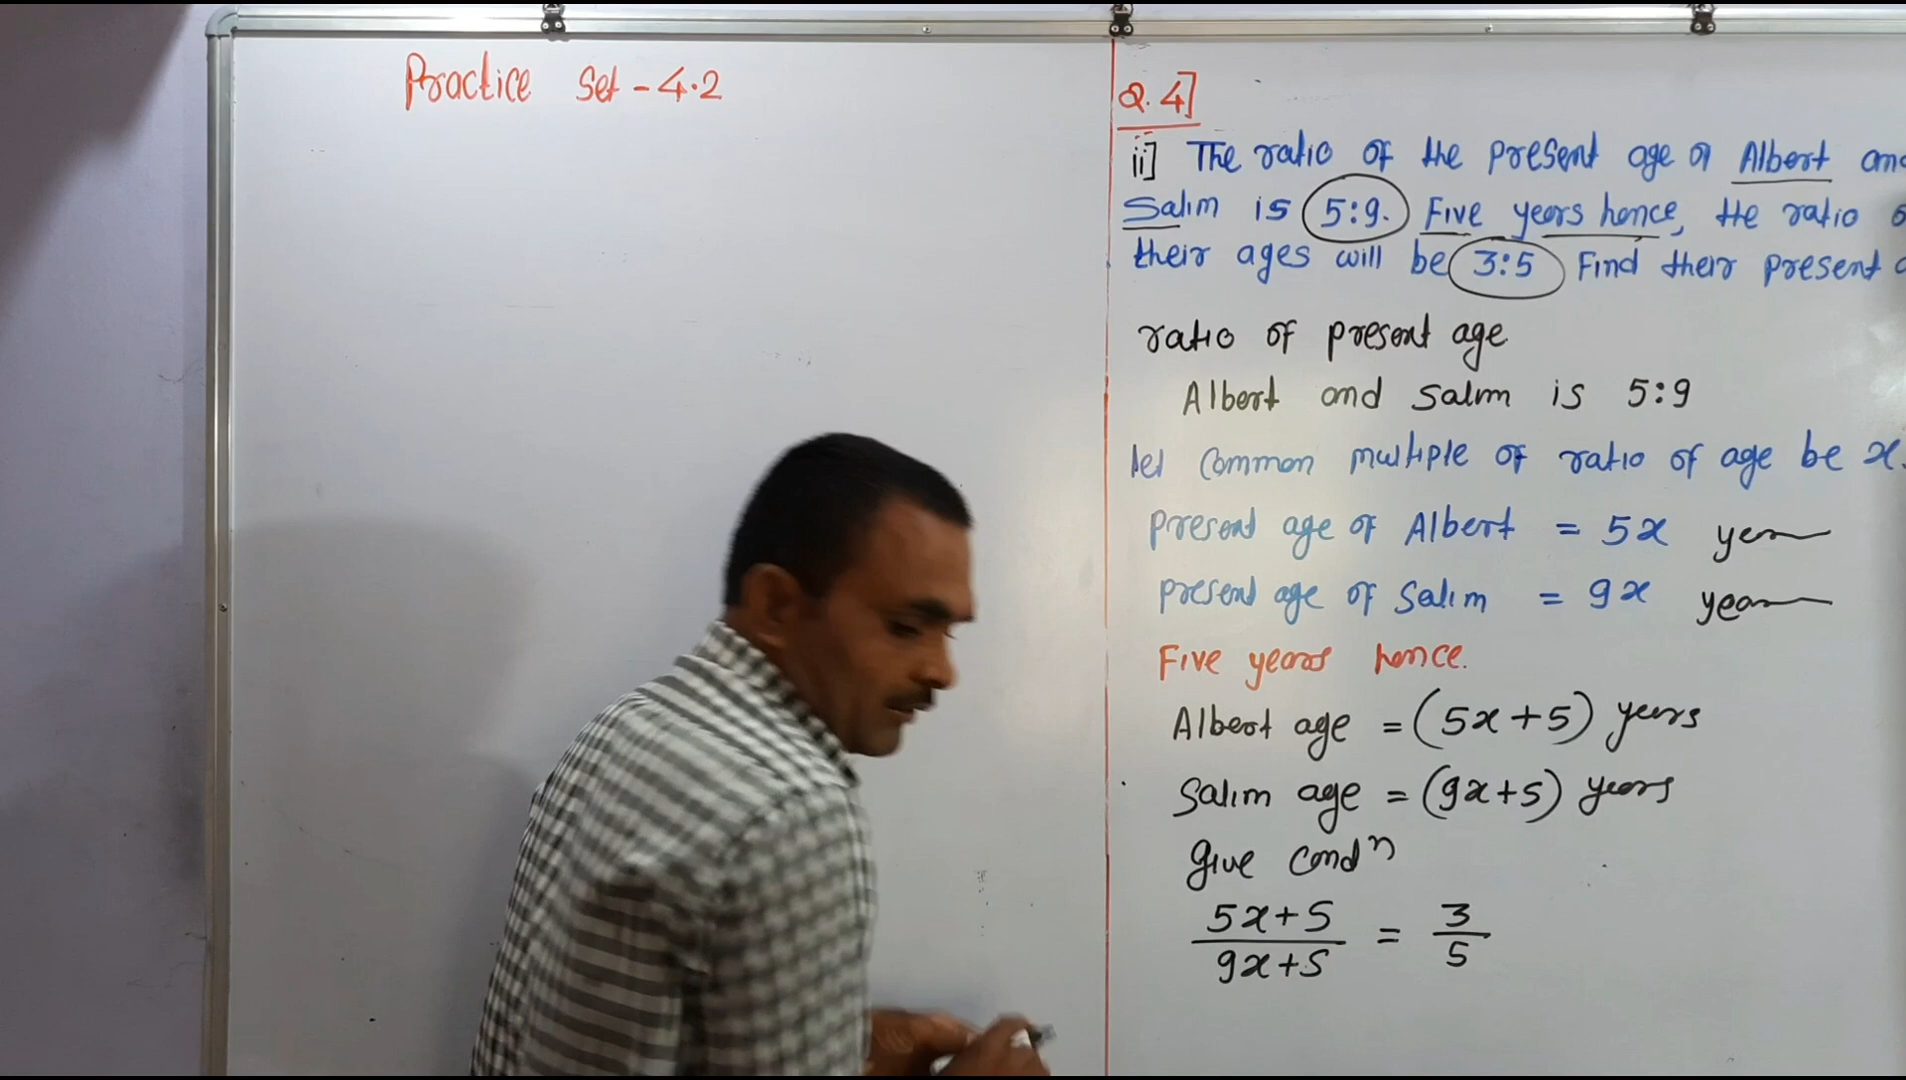 Practice Set - 4.2
Q. 4]
ii] The ratio of the present age of Albert and
Salim is 5:9. Five years hence, the ratio o
their ages will be 3:5 Find their present a
ratio of present age
Albert and Salim is 5:9
let Common multiple of ratio of age be x.
present age of Albert = 5x year
present age of Salim = 9x year
Five years hence.
Albert age = (5x+5) years
Salim age = (9x+5) years
give condⁿ
5x+5 / 9x+5 = 3 / 5